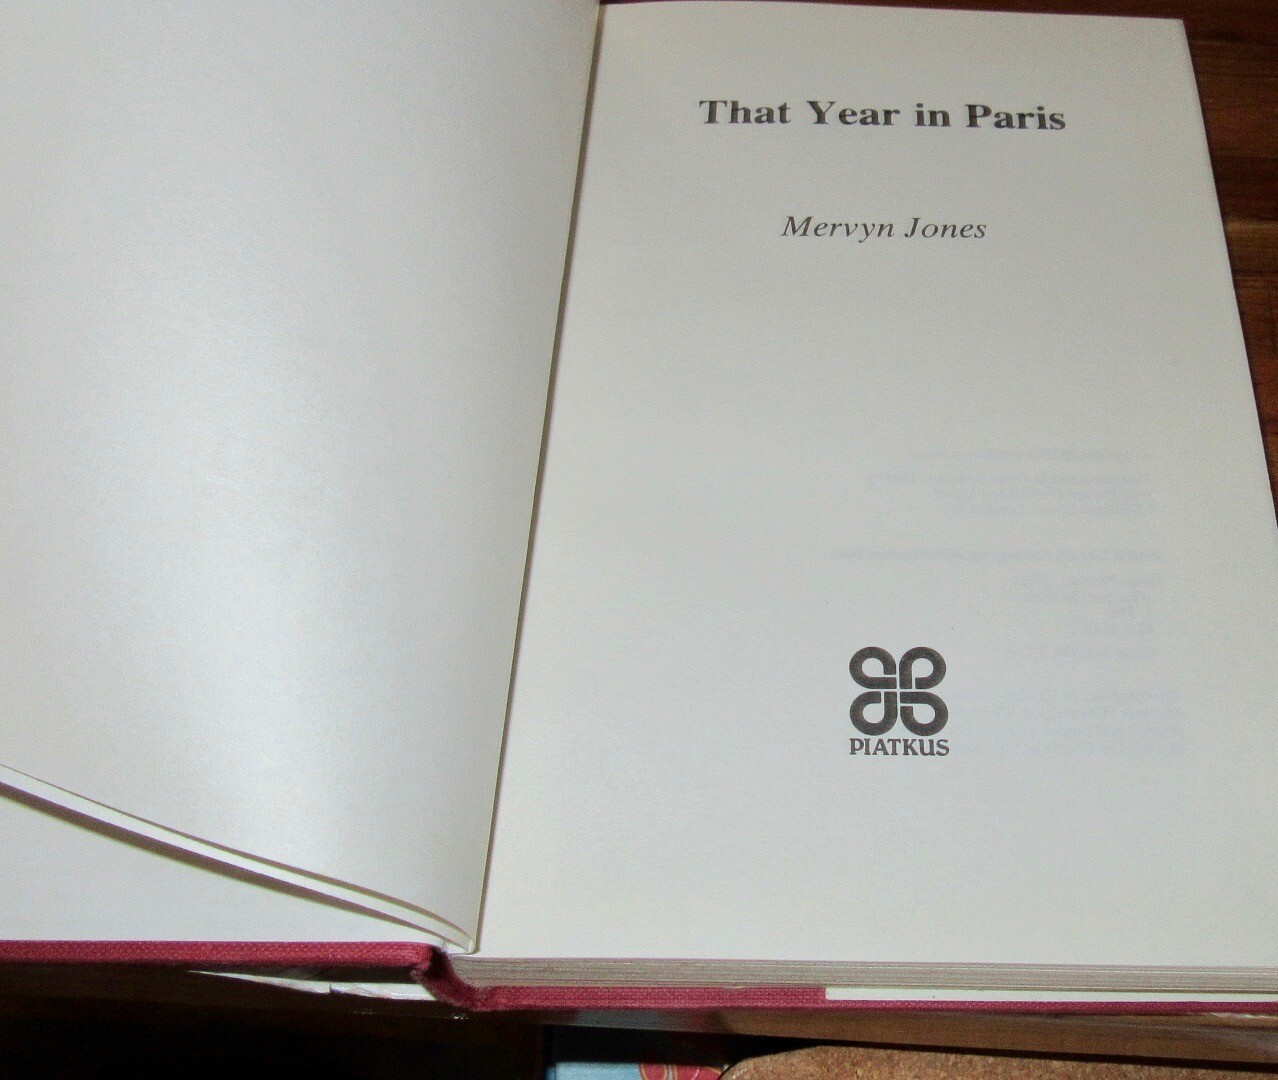 That Year in Paris
Mervyn Jones
PIATKUS